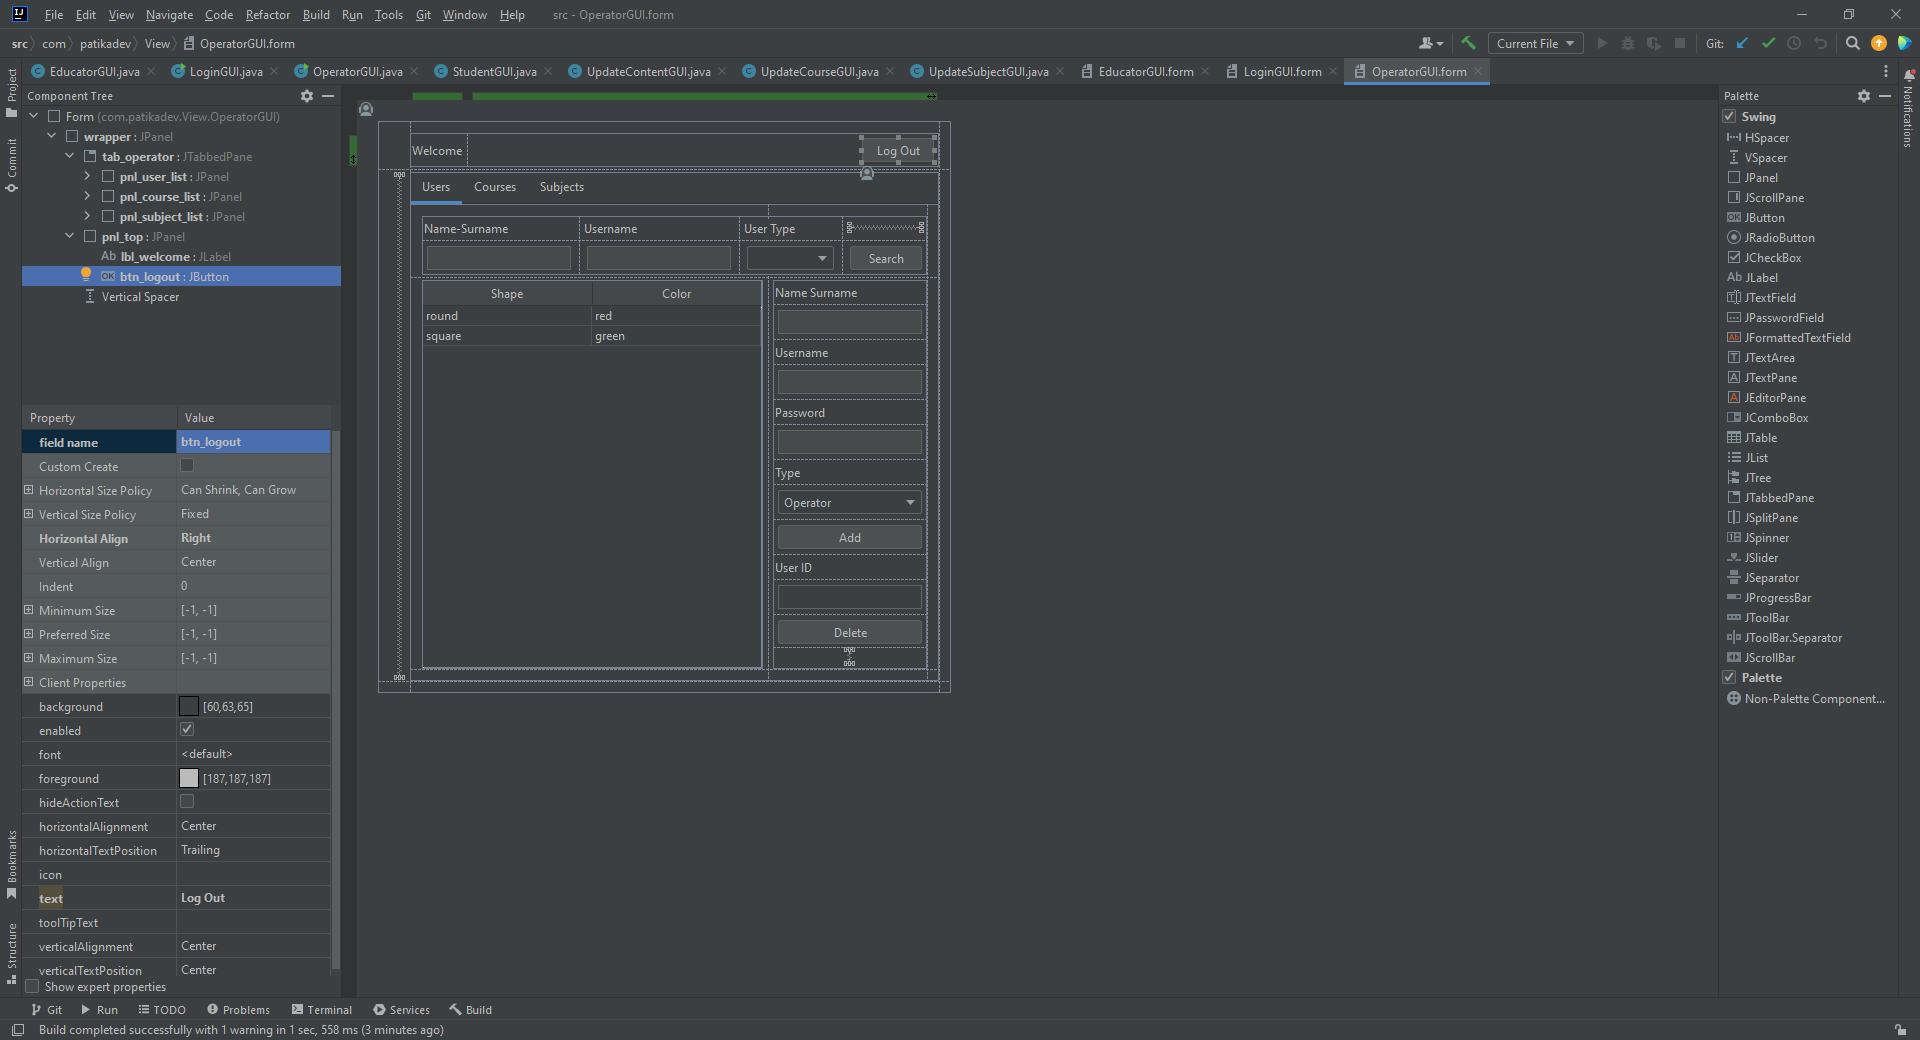 File Edit View Navigate Code Refactor Build Run Tools Git Window Help src - OperatorGUI.form
src com patikadev View OperatorGUI.form Current File Git:
EducatorGUI.java LoginGUI.java OperatorGUI.java StudentGUI.java UpdateContentGUI.java UpdateCourseGUI.java UpdateSubjectGUI.java EducatorGUI.form LoginGUI.form OperatorGUI.form
Project
Commit
Bookmarks
Structure
Component Tree
Form (com.patikadev.View.OperatorGUI)
wrapper : JPanel
tab_operator : JTabbedPane
pnl_user_list : JPanel
pnl_course_list : JPanel
pnl_subject_list : JPanel
pnl_top : JPanel
Ab lbl_welcome : JLabel
OK btn_logout : JButton
Vertical Spacer
Property Value
field name btn_logout
Custom Create
Horizontal Size Policy Can Shrink, Can Grow
Vertical Size Policy Fixed
Horizontal Align Right
Vertical Align Center
Indent 0
Minimum Size [-1, -1]
Preferred Size [-1, -1]
Maximum Size [-1, -1]
Client Properties
background [60,63,65]
enabled
font <default>
foreground [187,187,187]
hideActionText
horizontalAlignment Center
horizontalTextPosition Trailing
icon
text Log Out
toolTipText
verticalAlignment Center
verticalTextPosition Center
Show expert properties
Welcome Log Out
Users Courses Subjects
Name-Surname Username User Type
Search
Shape Color
round red
square green
Name Surname
Username
Password
Type
Operator
Add
User ID
Delete
Palette
Swing
HSpacer
VSpacer
JPanel
JScrollPane
OK JButton
JRadioButton
JCheckBox
Ab JLabel
JTextField
JPasswordField
JFormattedTextField
JTextArea
JTextPane
JEditorPane
JComboBox
JTable
JList
JTree
JTabbedPane
JSplitPane
JSpinner
JSlider
JSeparator
JProgressBar
JToolBar
JToolBar.Separator
JScrollBar
Palette
Non-Palette Component...
Notifications
Git Run TODO Problems Terminal Services Build
Build completed successfully with 1 warning in 1 sec, 558 ms (3 minutes ago)